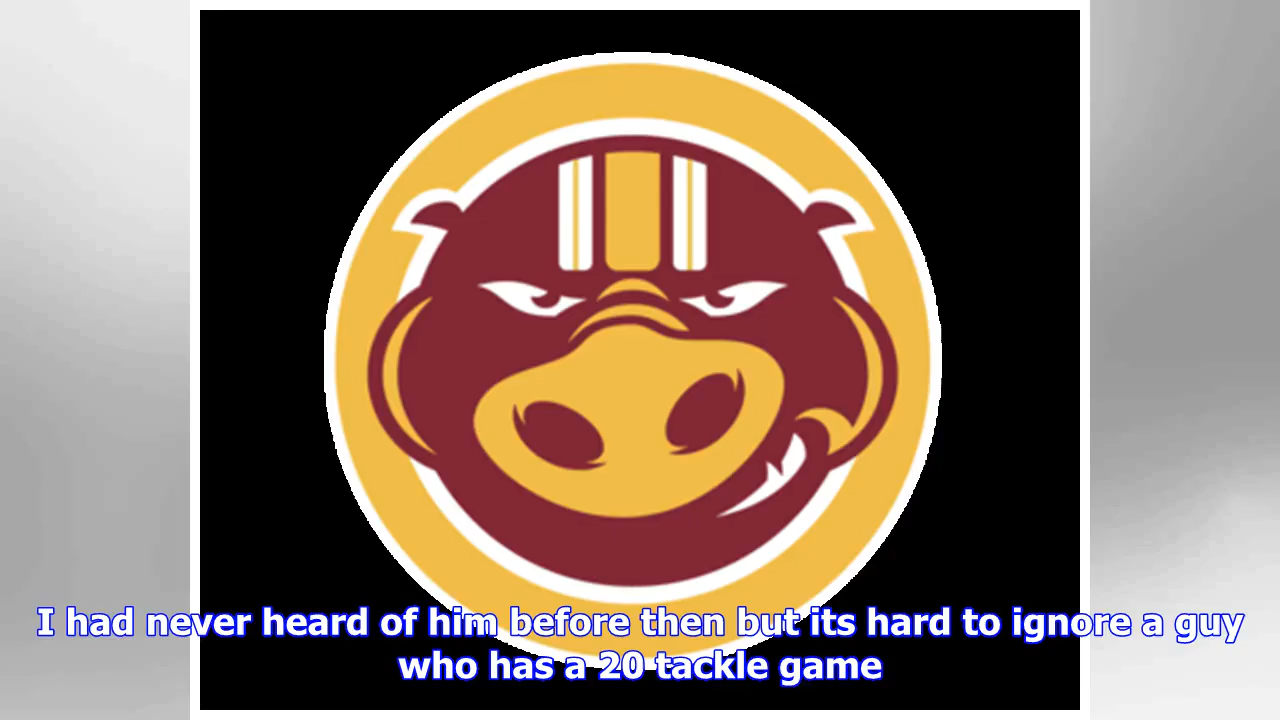 I had never heard of him before then but its hard to ignore a guy
who has a 20 tackle game